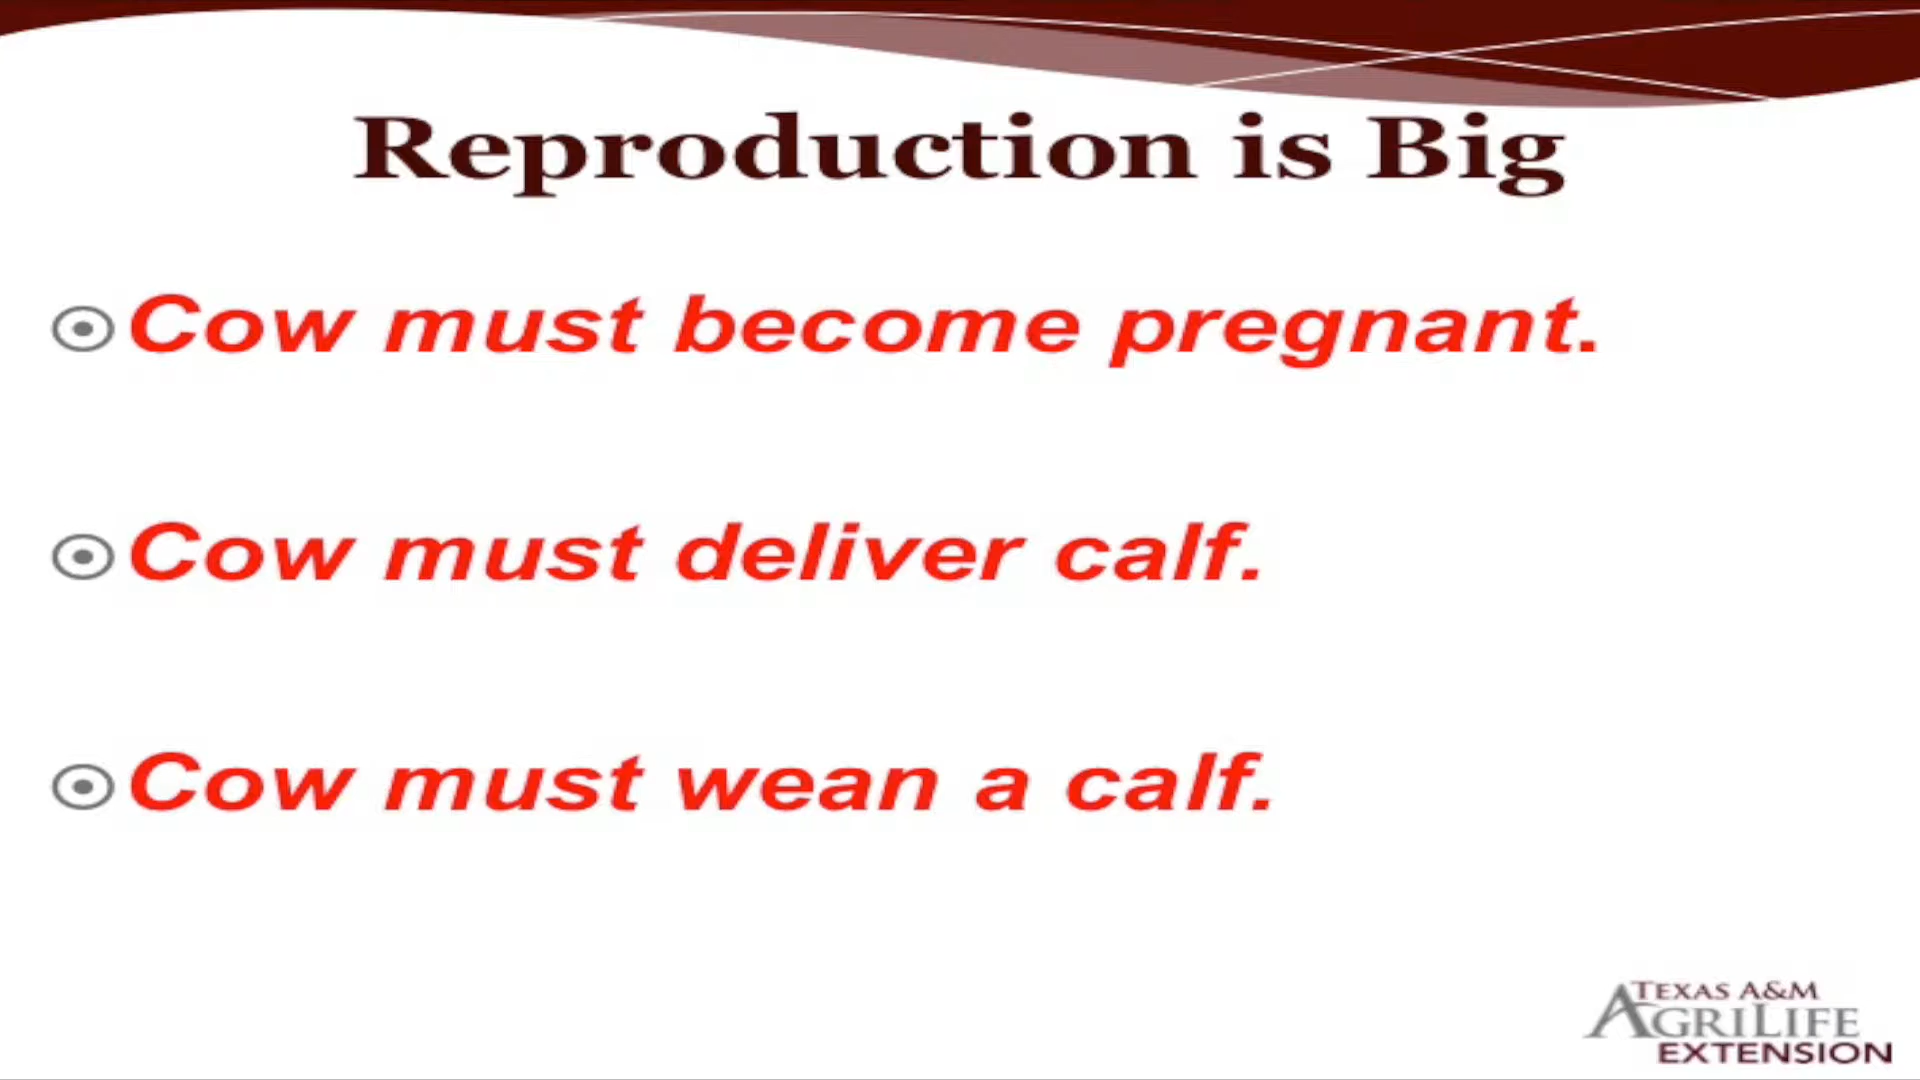 Reproduction is Big
Cow must become pregnant.
Cow must deliver calf.
Cow must wean a calf.
TEXAS A&M
AGRILIFE
EXTENSION